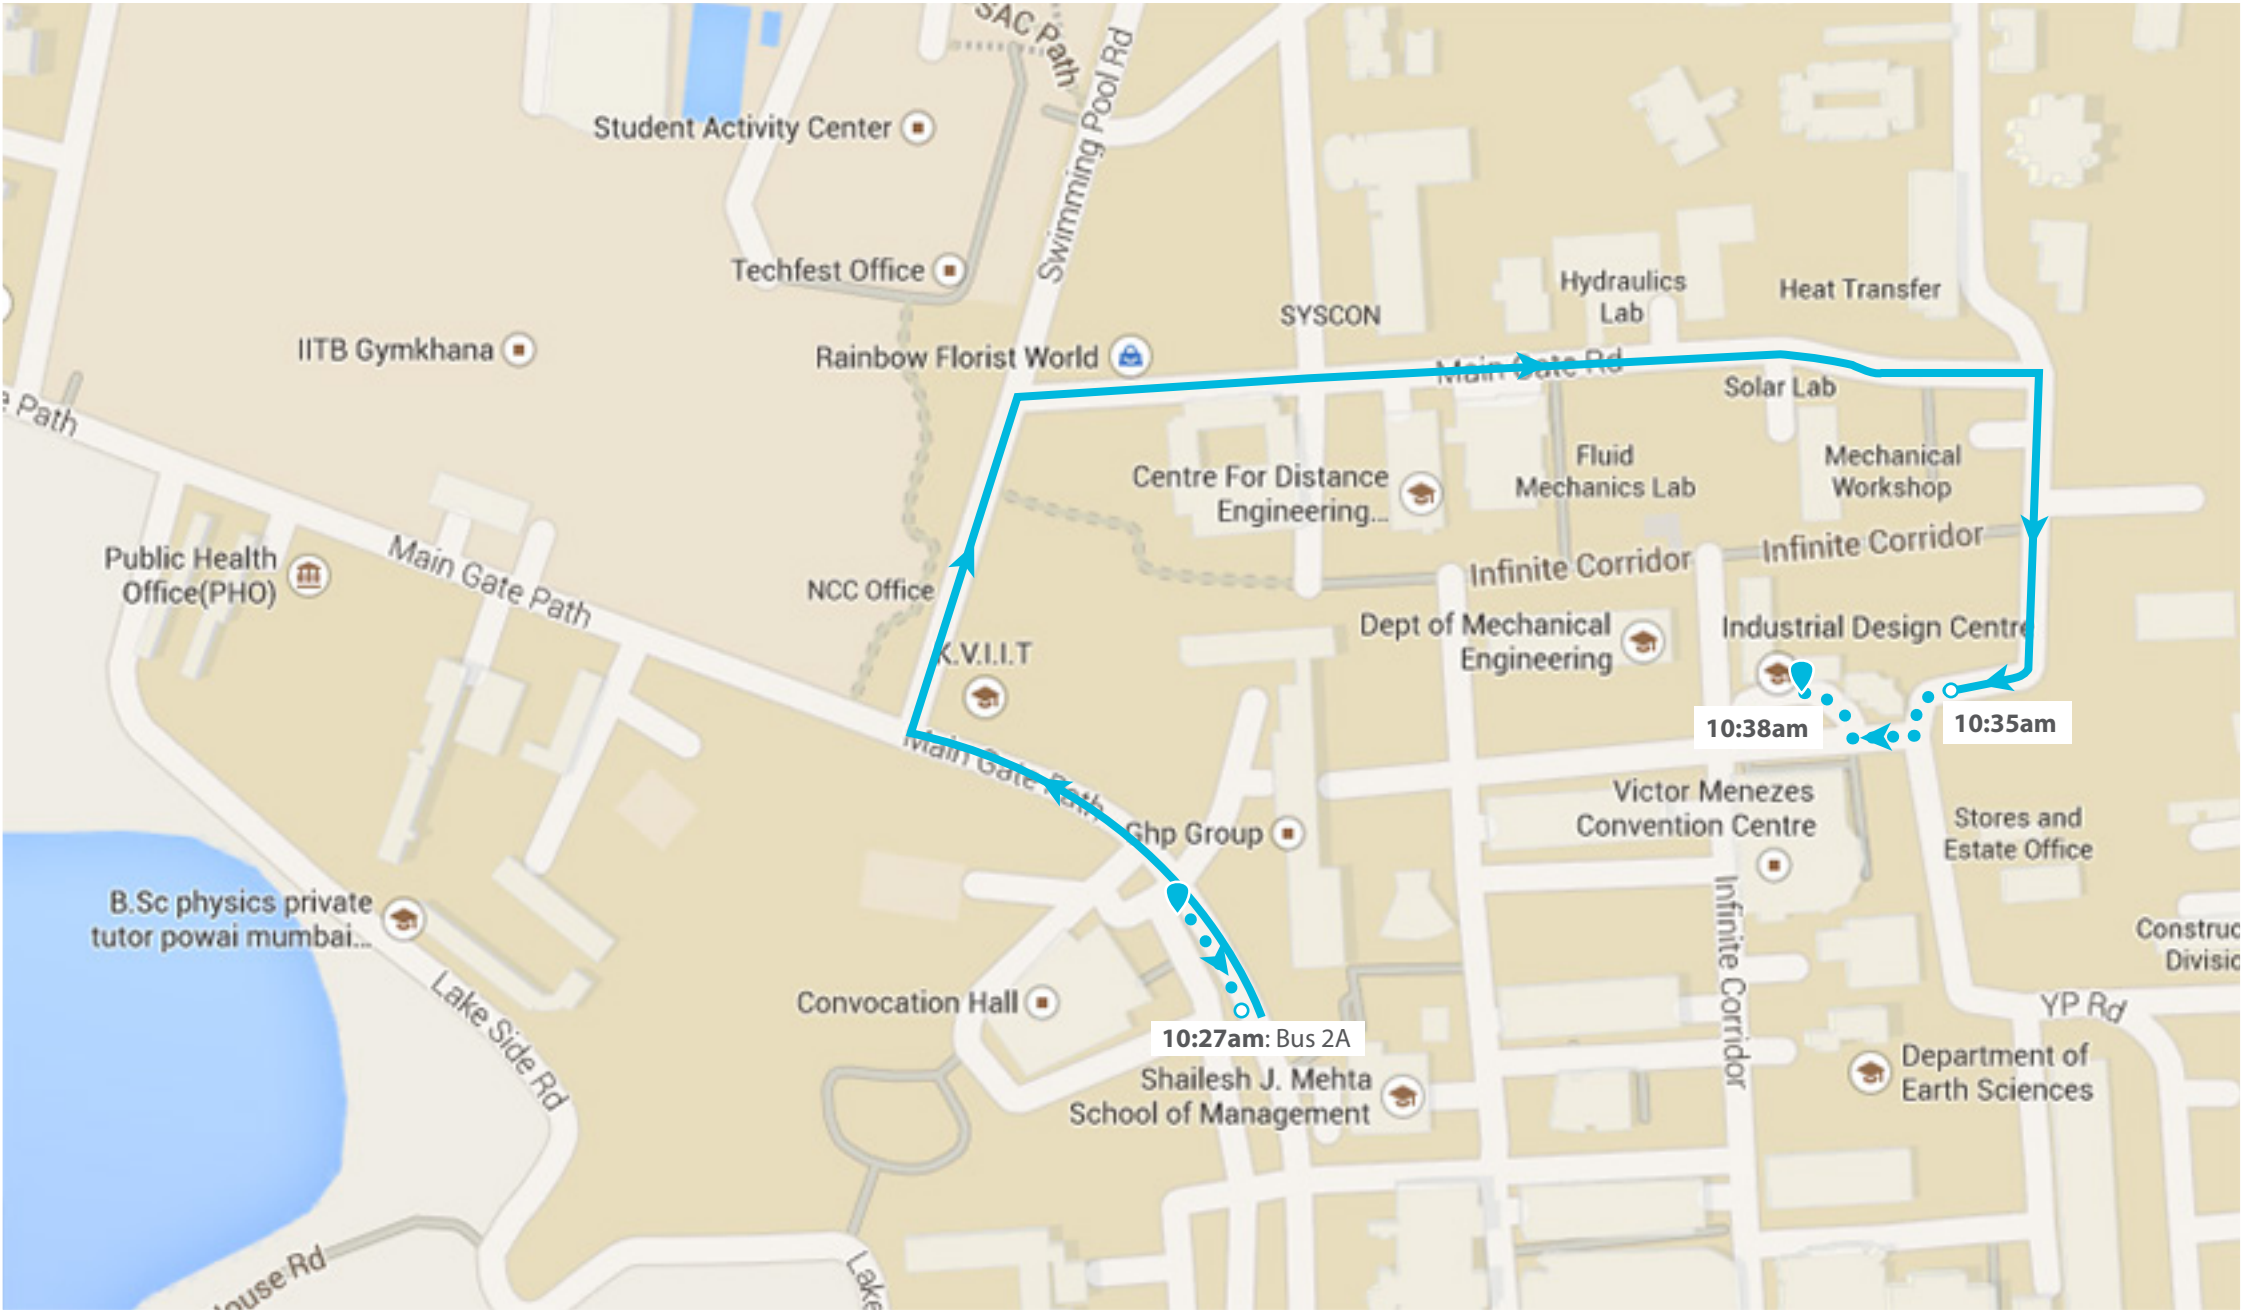 SAC Path
Swimming Pool Rd
Student Activity Center
Techfest Office
SYSCON
Hydraulics
Lab
Heat Transfer
IITB Gymkhana
Rainbow Florist World
Main Gate Rd
Solar Lab
Path
Centre For Distance
Engineering...
Fluid
Mechanics Lab
Mechanical
Workshop
Public Health
Office(PHO)
Main Gate Path
NCC Office
Infinite Corridor
Infinite Corridor
K.V.I.I.T
Dept of Mechanical
Engineering
Industrial Design Centre
10:38am
10:35am
Main Gate Path
Ghp Group
Victor Menezes
Convention Centre
Stores and
Estate Office
B.Sc physics private
tutor powai mumbai...
Infinite Corridor
Lake Side Rd
Convocation Hall
10:27am: Bus 2A
YP Rd
Shailesh J. Mehta
School of Management
Department of
Earth Sciences
Lake
Rd